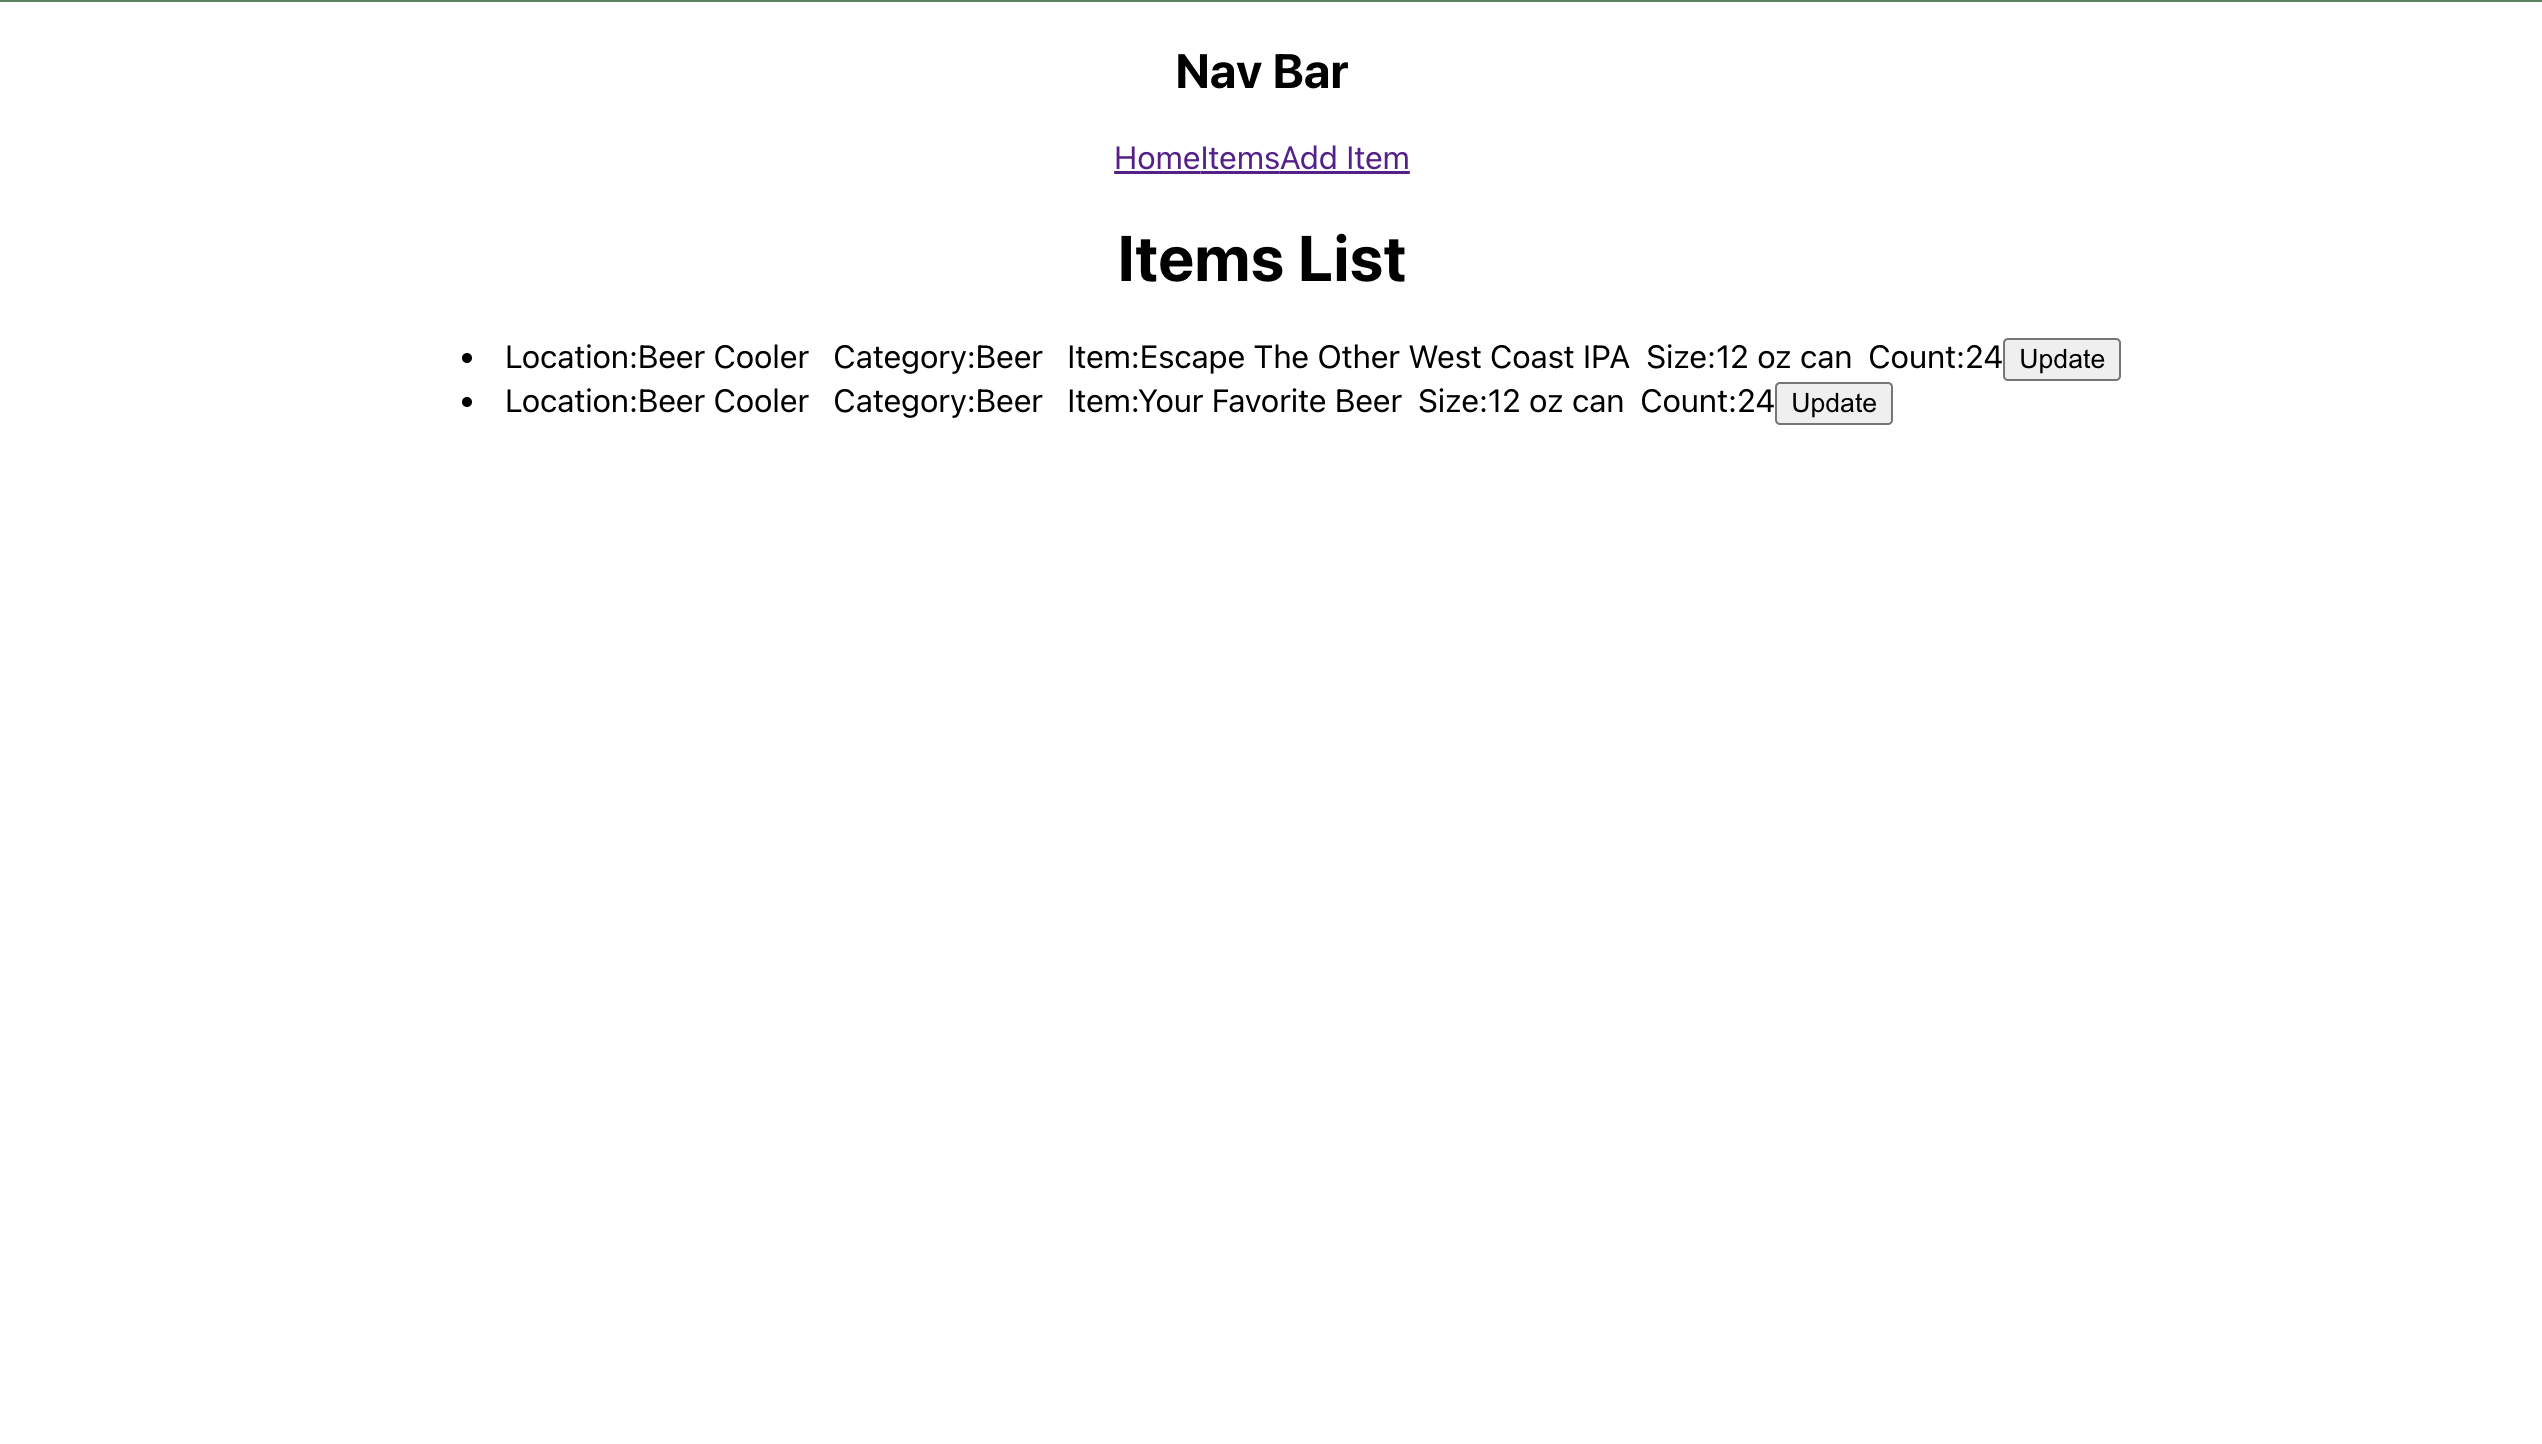 Nav Bar
HomeItemsAdd Item
Items List
• Location:Beer Cooler Category:Beer Item:Escape The Other West Coast IPA Size:12 oz can Count:24 Update
• Location:Beer Cooler Category:Beer Item:Your Favorite Beer Size:12 oz can Count:24 Update